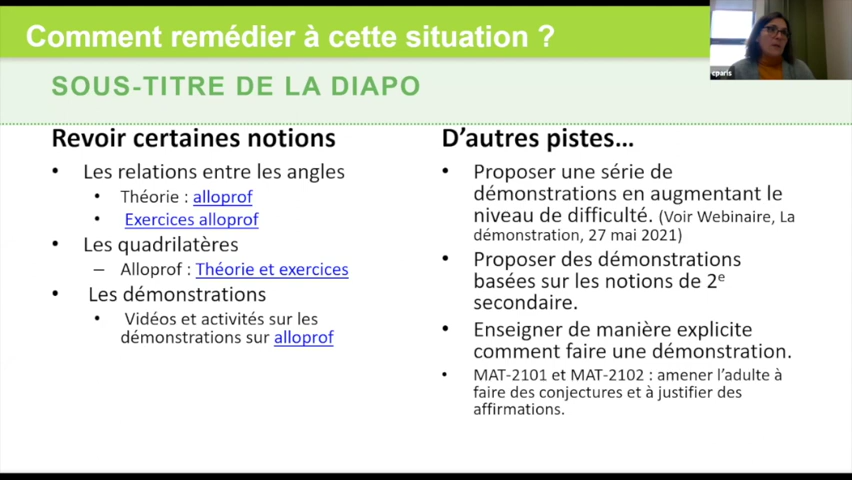 Comment remédier à cette situation ?
cparis
SOUS-TITRE DE LA DIAPO
Revoir certaines notions
• Les relations entre les angles
• Théorie : alloprof
• Exercices alloprof
• Les quadrilatères
– Alloprof : Théorie et exercices
• Les démonstrations
• Vidéos et activités sur les
démonstrations sur alloprof
D’autres pistes…
• Proposer une série de
démonstrations en augmentant le
niveau de difficulté. (Voir Webinaire, La
démonstration, 27 mai 2021)
• Proposer des démonstrations
basées sur les notions de 2e
secondaire.
• Enseigner de manière explicite
comment faire une démonstration.
• MAT-2101 et MAT-2102 : amener l’adulte à
faire des conjectures et à justifier des
affirmations.